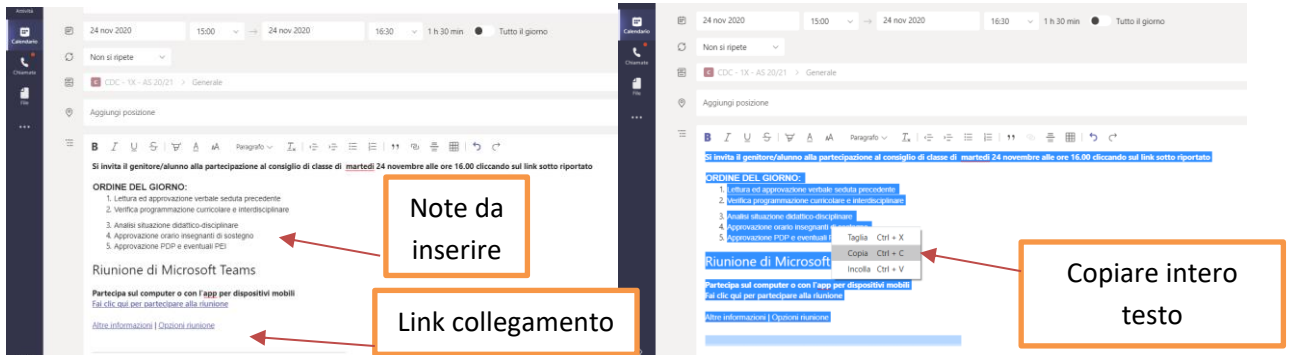 Attività
Calendario
Chiamate
File
24 nov 2020 15:00 → 24 nov 2020 16:30 1 h 30 min Tutto il giorno
Non si ripete
C CDC - 1X - AS 20/21 > Generale
Aggiungi posizione
B I U S A AA Paragrafo
Si invita il genitore/alunno alla partecipazione al consiglio di classe di martedì 24 novembre alle ore 16.00 cliccando sul link sotto riportato
ORDINE DEL GIORNO:
1. Lettura ed approvazione verbale seduta precedente
2. Verifica programmazione curricolare e interdisciplinare
3. Analisi situazione didattico-disciplinare
4. Approvazione orario insegnanti di sostegno
5. Approvazione PDP e eventuali PEI
Riunione di Microsoft Teams
Partecipa sul computer o con l'app per dispositivi mobili
Fai clic qui per partecipare alla riunione
Altre informazioni | Opzioni riunione
Note da
inserire
Link collegamento
Calendario
Chiamate
File
24 nov 2020 15:00 → 24 nov 2020 16:30 1 h 30 min Tutto il giorno
Non si ripete
C CDC - 1X - AS 20/21 > Generale
Aggiungi posizione
B I U S A AA Paragrafo
Si invita il genitore/alunno alla partecipazione al consiglio di classe di martedì 24 novembre alle ore 16.00 cliccando sul link sotto riportato
ORDINE DEL GIORNO:
1. Lettura ed approvazione verbale seduta precedente
2. Verifica programmazione curricolare e interdisciplinare
3. Analisi situazione didattico-disciplinare
4. Approvazione orario insegnanti di sostegno
5. Approvazione PDP e eventuali
Riunione di Microsoft
Partecipa sul computer o con l'app per dispositivi mobili
Fai clic qui per partecipare alla riunione
Altre informazioni | Opzioni riunione
Taglia Ctrl + X
Copia Ctrl + C
Incolla Ctrl + V
Copiare intero
testo